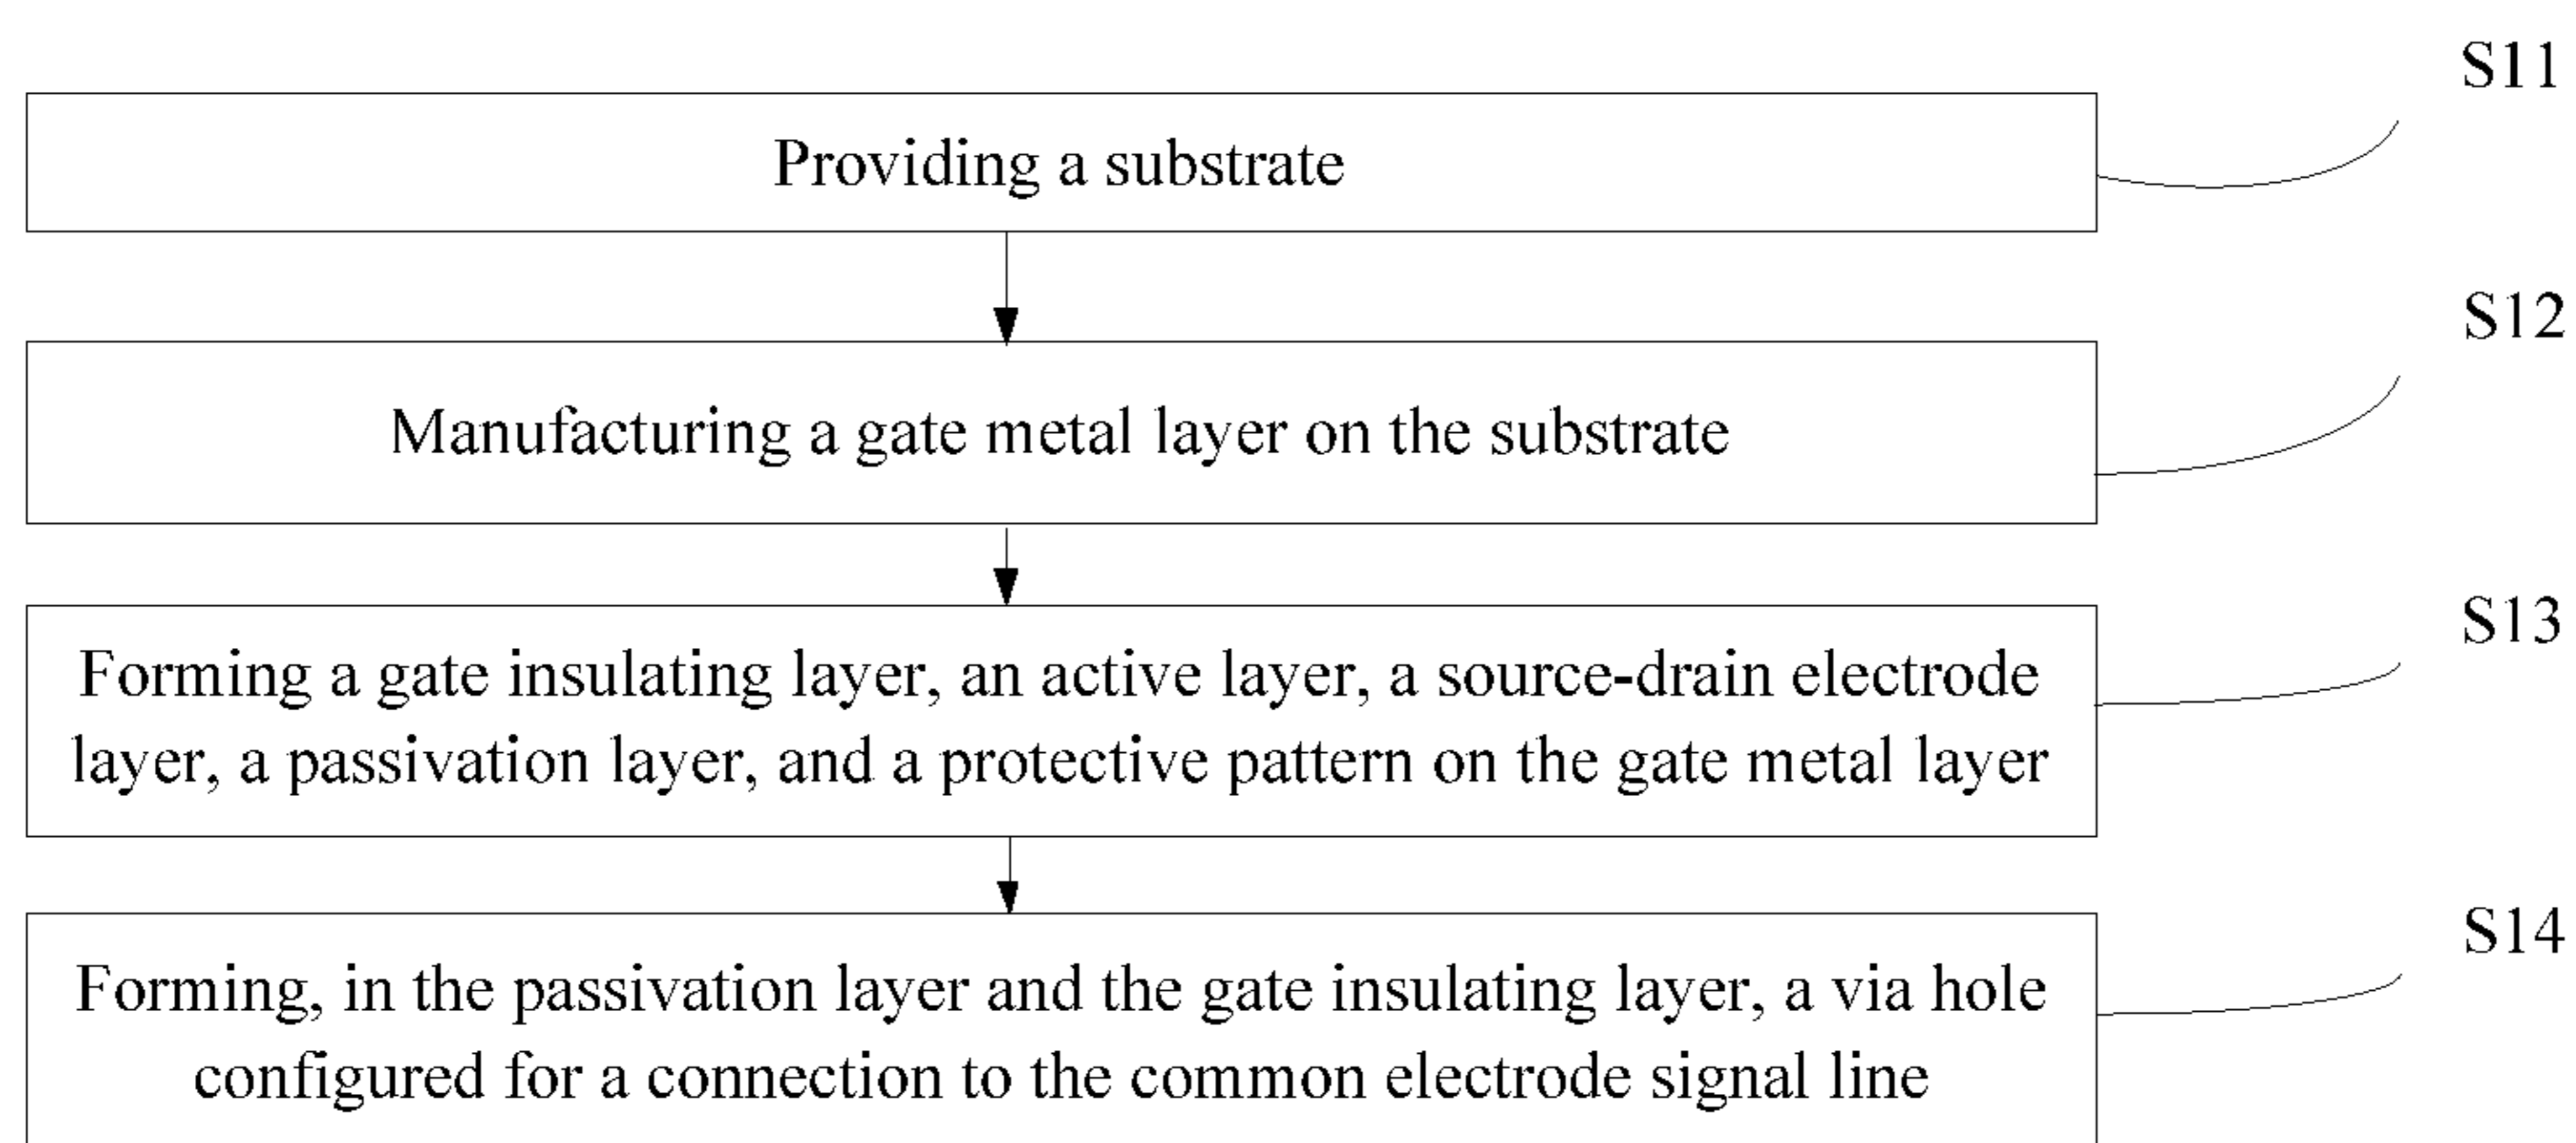 S11
Providing a substrate
S12
Manufacturing a gate metal layer on the substrate
S13
Forming a gate insulating layer, an active layer, a source-drain electrode
layer, a passivation layer, and a protective pattern on the gate metal layer
S14
Forming, in the passivation layer and the gate insulating layer, a via hole
configured for a connection to the common electrode signal line